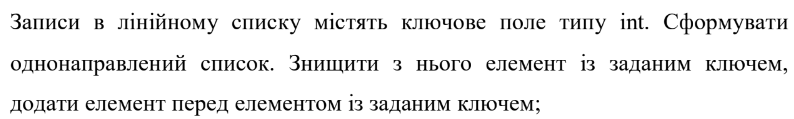 Записи в лінійному списку містять ключове поле типу int. Сформувати
однонаправлений список. Знищити з нього елемент із заданим ключем,
додати елемент перед елементом із заданим ключем;